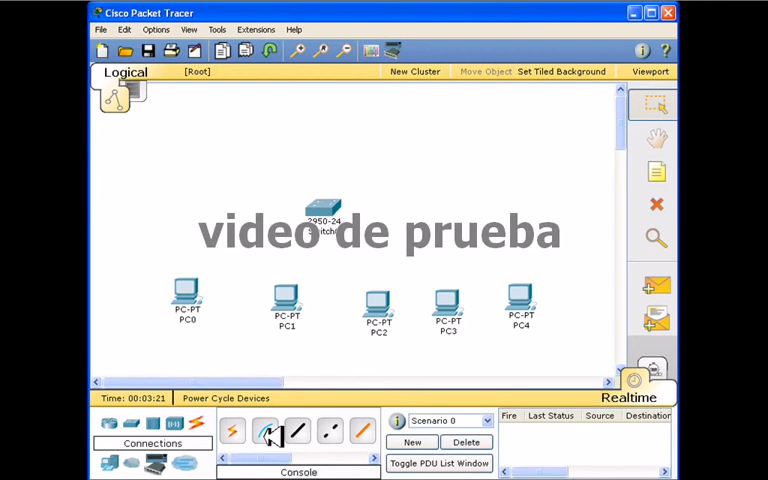 Cisco Packet Tracer
File Edit Options View Tools Extensions Help
Logical [Root] New Cluster Move Object Set Tiled Background Viewport
2950-24
video de prueba
PC-PT PC-PT PC-PT PC-PT PC-PT
PC0 PC1 PC2 PC3 PC4
Time: 00:03:21 Power Cycle Devices Realtime
Scenario 0 Fire Last Status Source Destination
Connections New Delete
Toggle PDU List Window
Console